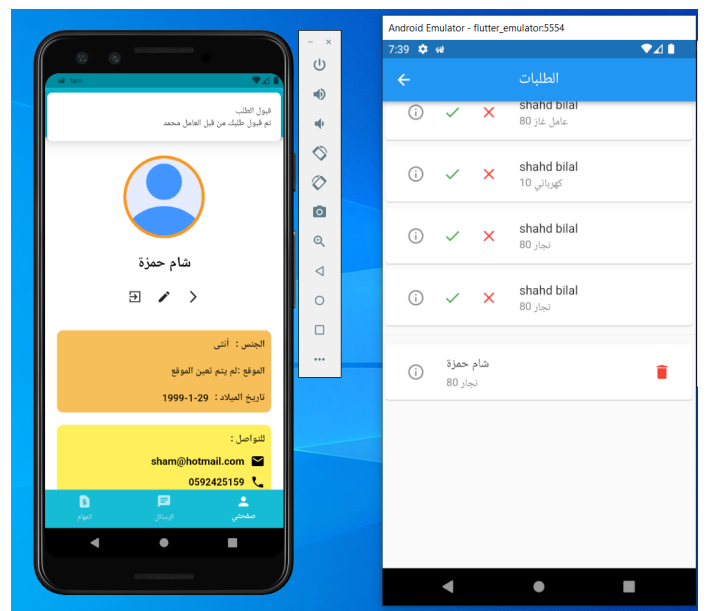 fani
قبول الطلب
تم قبول طلبك من قبل العامل محمد
شام حمزة
الجنس : أنثى
الموقع :لم يتم تعين الموقع
تاريخ الميلاد : 29-1-1999
للتواصل :
sham@hotmail.com
0592425159
صفحتي
الرسائل
المهام
Android Emulator - flutter_emulator:5554
7:39
الطلبات
shahd bilal
عامل غاز 80
shahd bilal
كهربائي 10
shahd bilal
نجار 80
shahd bilal
نجار 80
شام حمزة
نجار 80